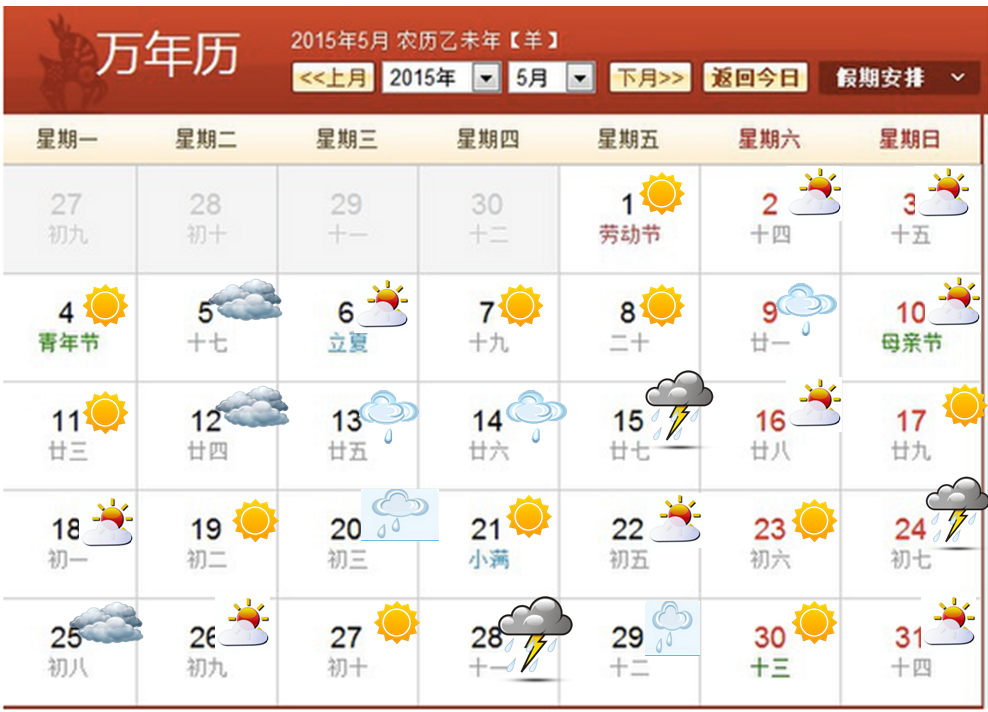 万年历
2015年5月 农历乙未年【羊】
<<上月 2015年 5月 下月>> 返回今日 假期安排
星期一 星期二 星期三 星期四 星期五 星期六 星期日
27 28 29 30 1 2 3
初九 初十 十一 十二 劳动节 十四 十五
4 5 6 7 8 9 10
青年节 十七 立夏 十九 二十 廿一 母亲节
11 12 13 14 15 16 17
廿三 廿四 廿五 廿六 廿七 廿八 廿九
18 19 20 21 22 23 24
初一 初二 初三 小满 初五 初六 初七
25 26 27 28 29 30 31
初八 初九 初十 十一 十二 十三 十四